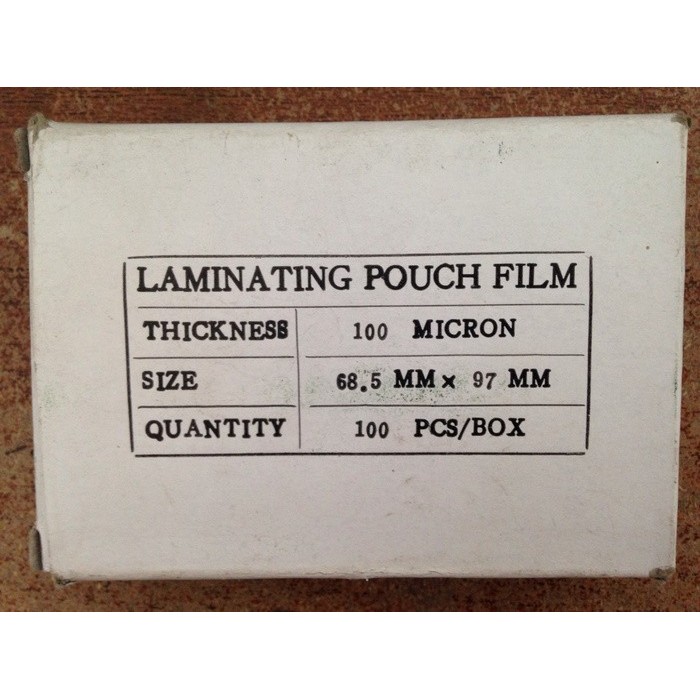 LAMINATING POUCH FILM
THICKNESS 100 MICRON
SIZE 68.5 MM x 97 MM
QUANTITY 100 PCS/BOX